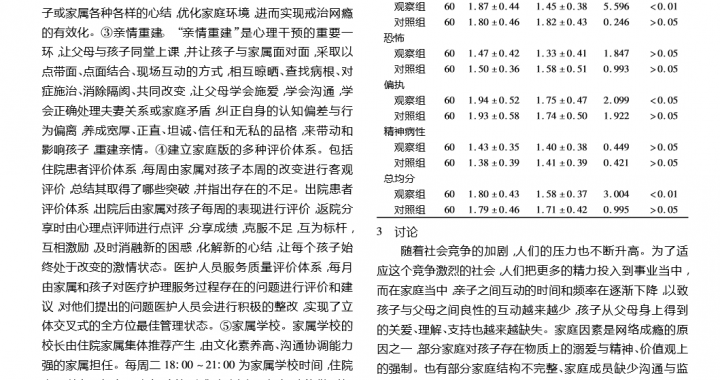 子或家属各种各样的心结,优化家庭环境,进而实现戒治网瘾
的有效化。③亲情重建。“亲情重建”是心理干预的重要一
环,让父母与孩子同堂上课,并让孩子与家属面对面,采取以
点带面、点面结合、现场互动的方式,相互晾晒、查找病根、对
症施治、消除隔阂、共同改变,让父母学会施爱,学会沟通,学
会正确处理夫妻关系或家庭矛盾,纠正自身的认知偏差与行
为偏离,养成宽厚、正直、坦诚、信任和无私的品格,来带动和
影响孩子,重建亲情。④建立家庭版的多种评价体系。包括
住院患者评价体系,每周由家属对孩子本周的改变进行客观
评价,总结其取得了哪些突破,并指出存在的不足。出院患者
评价体系,出院后由家属对孩子每周的表现进行评价,返院分
享时由心理点评师进行点评,分享成绩,克服不足,互为标杆,
互相激励,及时消融新的困惑,化解新的心结,让每个孩子始
终处于改变的激情状态。医护人员服务质量评价体系,每月
由家属和孩子对医疗护理服务过程存在的问题进行评价和建
议,对他们提出的问题医护人员会进行积极的整改,实现了立
体交叉式的全方位最佳管理状态。⑤家属学校。家属学校的
校长由住院家属集体推荐产生,由文化素养高、沟通协调能力
强的家属担任。每周二18:00~21:00为家属学校时间,住院
观察组 60 1.87±0.44 1.45±0.38 5.596 <0.01
对照组 60 1.80±0.46 1.82±0.43 0.246 >0.05
恐怖
观察组 60 1.47±0.42 1.33±0.41 1.847 >0.05
对照组 60 1.50±0.36 1.58±0.51 0.993 >0.05
偏执
观察组 60 1.94±0.52 1.75±0.47 2.099 <0.05
对照组 60 1.93±0.58 1.74±0.50 1.922 >0.05
精神病性
观察组 60 1.43±0.35 1.40±0.38 0.449 >0.05
对照组 60 1.38±0.39 1.41±0.39 0.421 >0.05
总均分
观察组 60 1.80±0.43 1.58±0.37 3.004 <0.01
对照组 60 1.79±0.46 1.71±0.42 0.995 >0.05
3 讨论
随着社会竞争的加剧,人们的压力也不断升高。为了适
应这个竞争激烈的社会,人们把更多的精力投入到事业当中,
而在家庭当中,亲子之间互动的时间和频率在逐渐下降,以致
孩子与父母之间良性的互动越来越少,孩子从父母身上得到
的关爱、理解、支持也越来越缺失。家庭因素是网络成瘾的原
因之一,部分家庭对孩子存在物质上的溺爱与精神、价值观上
的强制。也有部分家庭结构不完整、家庭成员缺少沟通与监